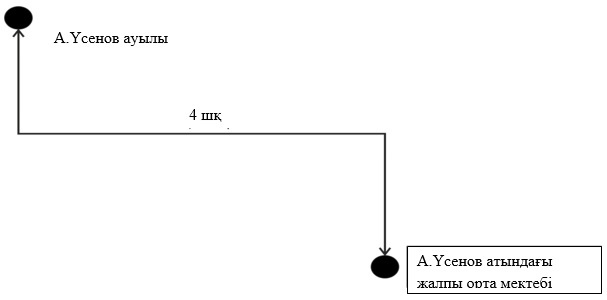 А.Үсенов ауылы
4 шқ
А.Үсенов атындағы
жалпы орта мектебі